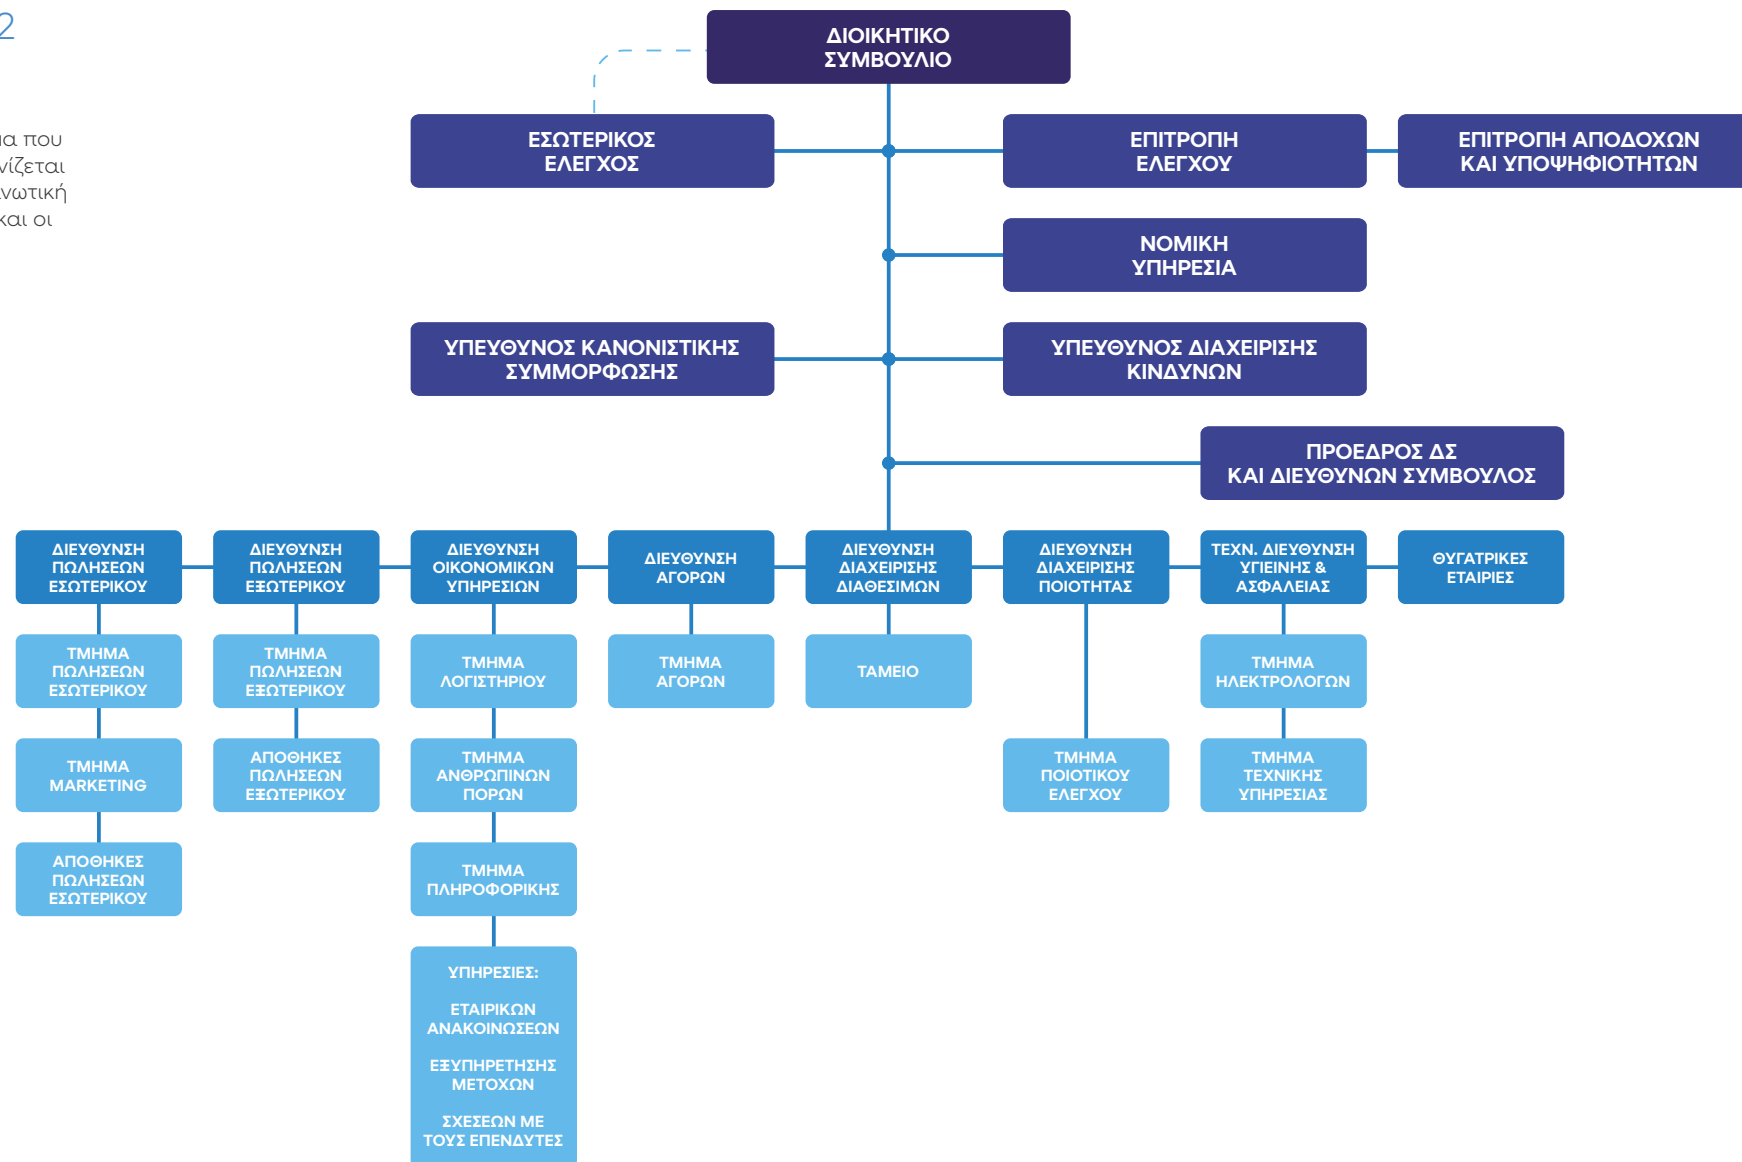 2
που
και οι
ΔΙΟΙΚΗΤΙΚΟ
ΣΥΜΒΟΥΛΙΟ
ΕΣΩΤΕΡΙΚΟΣ
ΕΛΕΓΧΟΣ
ΕΠΙΤΡΟΠΗ
ΕΛΕΓΧΟΥ
ΕΠΙΤΡΟΠΗ ΑΠΟΔΟΧΩΝ
ΚΑΙ ΥΠΟΨΗΦΙΟΤΗΤΩΝ
ΝΟΜΙΚΗ
ΥΠΗΡΕΣΙΑ
ΥΠΕΥΘΥΝΟΣ ΚΑΝΟΝΙΣΤΙΚΗΣ
ΣΥΜΜΟΡΦΩΣΗΣ
ΥΠΕΥΘΥΝΟΣ ΔΙΑΧΕΙΡΙΣΗΣ
ΚΙΝΔΥΝΩΝ
ΠΡΟΕΔΡΟΣ ΔΣ
ΚΑΙ ΔΙΕΥΘΥΝΩΝ ΣΥΜΒΟΥΛΟΣ
ΔΙΕΥΘΥΝΣΗ
ΠΩΛΗΣΕΩΝ
ΕΣΩΤΕΡΙΚΟΥ
ΔΙΕΥΘΥΝΣΗ
ΠΩΛΗΣΕΩΝ
ΕΞΩΤΕΡΙΚΟΥ
ΔΙΕΥΘΥΝΣΗ
ΟΙΚΟΝΟΜΙΚΩΝ
ΥΠΗΡΕΣΙΩΝ
ΔΙΕΥΘΥΝΣΗ
ΑΓΟΡΩΝ
ΔΙΕΥΘΥΝΣΗ
ΔΙΑΧΕΙΡΙΣΗΣ
ΔΙΑΘΕΣΙΜΩΝ
ΔΙΕΥΘΥΝΣΗ
ΔΙΑΧΕΙΡΙΣΗΣ
ΠΟΙΟΤΗΤΑΣ
ΤΕΧΝ. ΔΙΕΥΘΥΝΣΗ
ΥΓΙΕΙΝΗΣ &
ΑΣΦΑΛΕΙΑΣ
ΘΥΓΑΤΡΙΚΕΣ
ΕΤΑΙΡΙΕΣ
ΤΜΗΜΑ
ΠΩΛΗΣΕΩΝ
ΕΣΩΤΕΡΙΚΟΥ
ΤΜΗΜΑ
ΠΩΛΗΣΕΩΝ
ΕΞΩΤΕΡΙΚΟΥ
ΤΜΗΜΑ
ΛΟΓΙΣΤΗΡΙΟΥ
ΤΜΗΜΑ
ΑΓΟΡΩΝ
ΤΑΜΕΙΟ
ΤΜΗΜΑ
ΗΛΕΚΤΡΟΛΟΓΩΝ
ΤΜΗΜΑ
MARKETING
ΑΠΟΘΗΚΕΣ
ΠΩΛΗΣΕΩΝ
ΕΞΩΤΕΡΙΚΟΥ
ΤΜΗΜΑ
ΑΝΘΡΩΠΙΝΩΝ
ΠΟΡΩΝ
ΤΜΗΜΑ
ΠΟΙΟΤΙΚΟΥ
ΕΛΕΓΧΟΥ
ΤΜΗΜΑ
ΤΕΧΝΙΚΗΣ
ΥΠΗΡΕΣΙΑΣ
ΑΠΟΘΗΚΕΣ
ΠΩΛΗΣΕΩΝ
ΕΣΩΤΕΡΙΚΟΥ
ΤΜΗΜΑ
ΠΛΗΡΟΦΟΡΙΚΗΣ
ΥΠΗΡΕΣΙΕΣ:
ΕΤΑΙΡΙΚΩΝ
ΑΝΑΚΟΙΝΩΣΕΩΝ
ΕΞΥΠΗΡΕΤΗΣΗΣ
ΜΕΤΟΧΩΝ
ΣΧΕΣΕΩΝ ΜΕ
ΤΟΥΣ ΕΠΕΝΔΥΤΕΣ